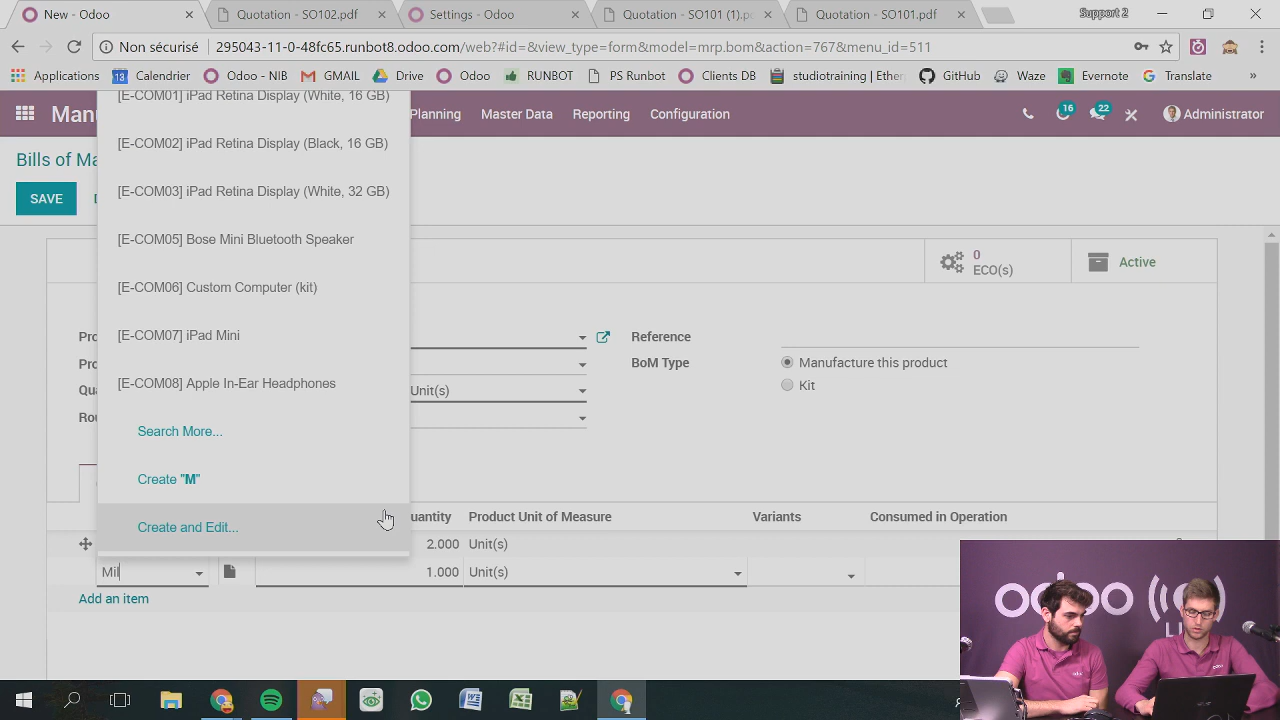 New - Odoo
Quotation - SO102.pdf
Settings - Odoo
Quotation - SO101 (1).pdf
Quotation - SO101.pdf
Support 2
Non sécurisé
295043-11-0-48fc65.runbot8.odoo.com/web?#id=&view_type=form&model=mrp.bom&action=767&menu_id=511
Applications
13
Calendrier
Odoo - NIB
GMAIL
Drive
Odoo
RUNBOT
PS Runbot
Clients DB
studio training | Ether
GitHub
Waze
Evernote
Translate
»
Planning
Master Data
Reporting
Configuration
16
22
Administrator
Bills of Ma
SAVE
[E-COM01] iPad Retina Display (White, 16 GB)
[E-COM02] iPad Retina Display (Black, 16 GB)
[E-COM03] iPad Retina Display (White, 32 GB)
[E-COM05] Bose Mini Bluetooth Speaker
[E-COM06] Custom Computer (kit)
[E-COM07] iPad Mini
[E-COM08] Apple In-Ear Headphones
Search More...
Create "M"
Create and Edit...
0
ECO(s)
Active
Reference
BoM Type
Manufacture this product
Kit
Unit(s)
Product Unit of Measure
Variants
Consumed in Operation
2.000
Unit(s)
Mil
1.000
Unit(s)
Add an item
odoo
W